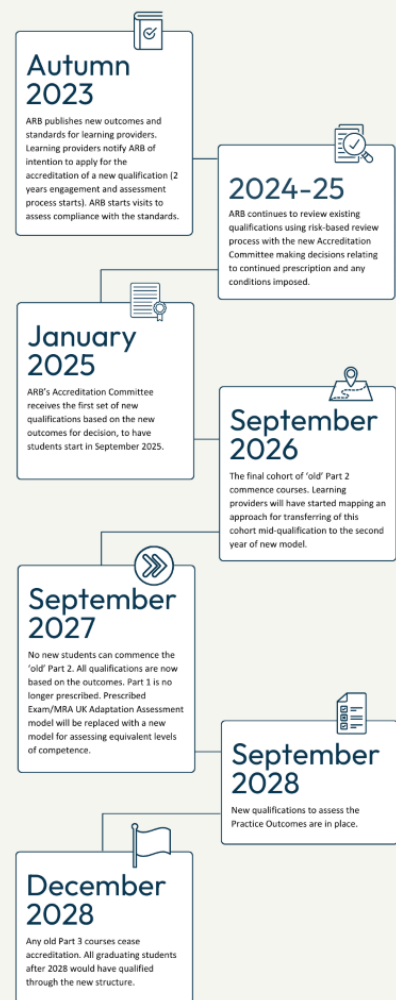 Autumn
2023
ARB publishes new outcomes and
standards for learning providers.
Learning providers notify ARB of
intention to apply for the
accreditation of a new qualification (2
years engagement and assessment
process starts). ARB starts visits to
assess compliance with the standards.
2024-25
ARB continues to review existing
qualifications using risk-based review
process with the new Accreditation
Committee making decisions relating
to continued prescription and any
conditions imposed.
January
2025
ARB's Accreditation Committee
receives the first set of new
qualifications based on the new
outcomes for decision, to have
students start in September 2025.
September
2026
The final cohort of ‘old’ Part 2
commence courses. Learning
providers will have started mapping an
approach for transferring of this
cohort mid-qualification to the second
year of new model.
September
2027
No new students can commence the
‘old’ Part 2. All qualifications are now
based on the outcomes. Part 1 is no
longer prescribed. Prescribed
Exam/MRA UK Adaptation Assessment
model will be replaced with a new
model for assessing equivalent levels
of competence.
September
2028
New qualifications to assess the
Practice Outcomes are in place.
December
2028
Any old Part 3 courses cease
accreditation. All graduating students
after 2028 would have qualified
through the new structure.